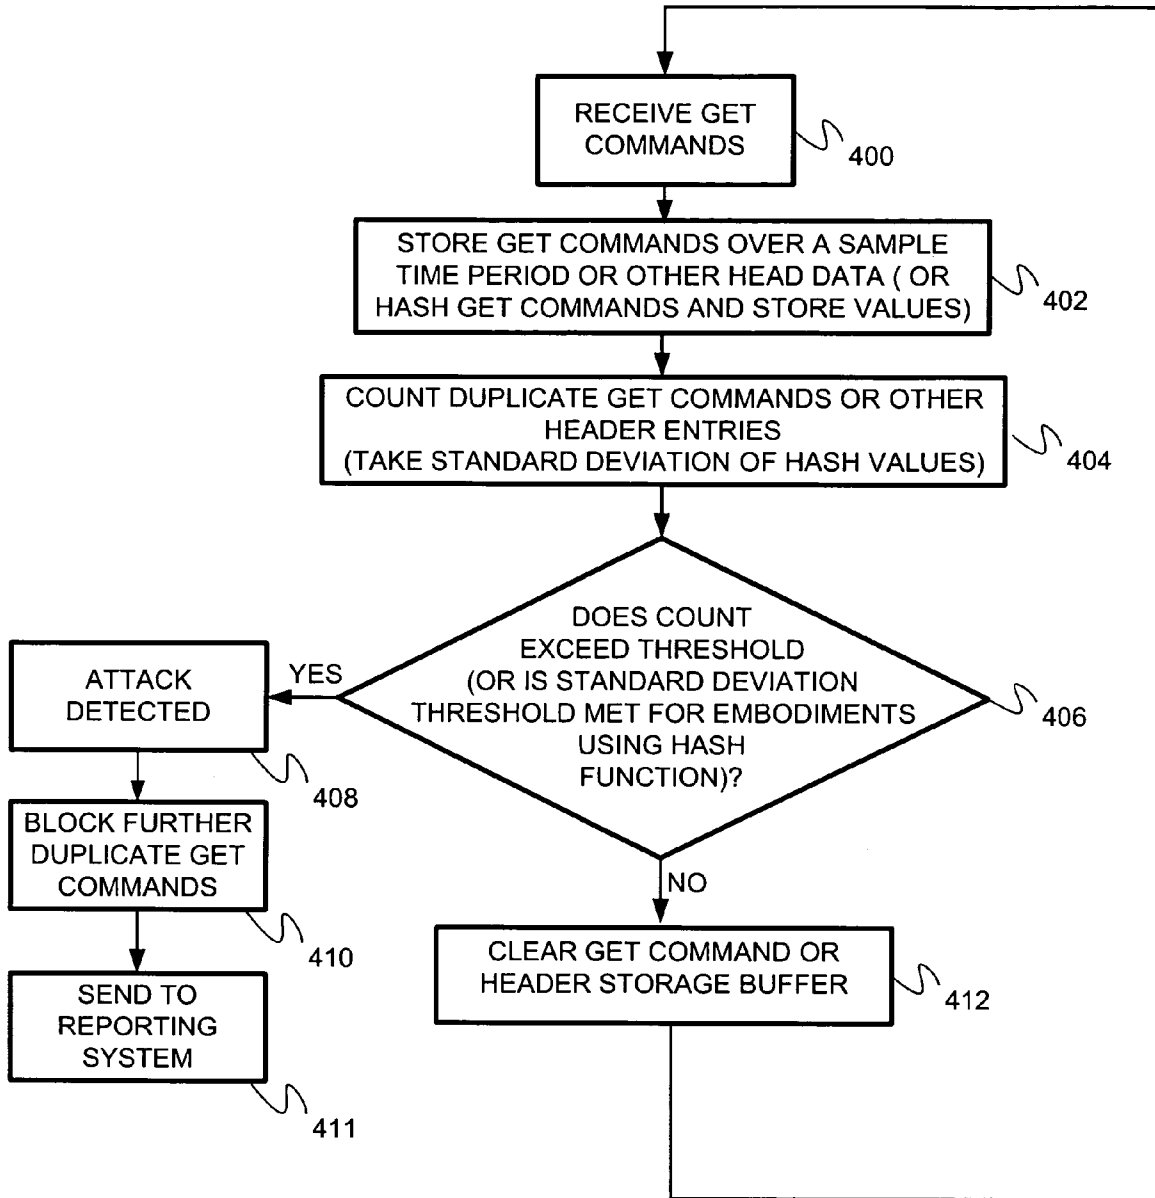 RECEIVE GET
COMMANDS
400
STORE GET COMMANDS OVER A SAMPLE
TIME PERIOD OR OTHER HEAD DATA ( OR
HASH GET COMMANDS AND STORE VALUES)
402
COUNT DUPLICATE GET COMMANDS OR OTHER
HEADER ENTRIES
(TAKE STANDARD DEVIATION OF HASH VALUES)
404
DOES COUNT
EXCEED THRESHOLD
(OR IS STANDARD DEVIATION
THRESHOLD MET FOR EMBODIMENTS
USING HASH
FUNCTION)?
406
YES
ATTACK
DETECTED
408
BLOCK FURTHER
DUPLICATE GET
COMMANDS
410
SEND TO
REPORTING
SYSTEM
411
NO
CLEAR GET COMMAND OR
HEADER STORAGE BUFFER
412